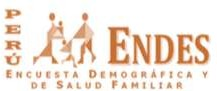 PERÚ
ENDES
ENCUESTA DEMOGRÁFICA Y
DE SALUD FAMILIAR